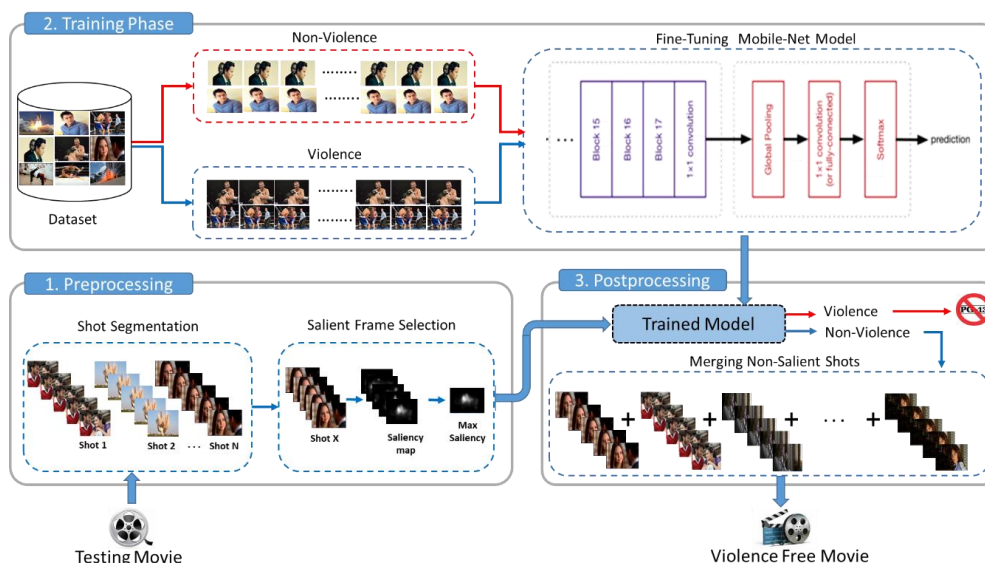 2. Training Phase
Non-Violence
Violence
Dataset
Fine-Tuning Mobile-Net Model
Block 15
Block 16
Block 17
1×1 convolution
Global Pooling
1×1 convolution
(or fully-connected)
Softmax
prediction
1. Preprocessing
Shot Segmentation
Shot 1
Shot 2
...
Shot N
Salient Frame Selection
Shot X
Saliency
map
Max
Saliency
Testing Movie
3. Postprocessing
Trained Model
Violence
Non-Violence
PG-13
Merging Non-Salient Shots
+ + + ... +
Violence Free Movie